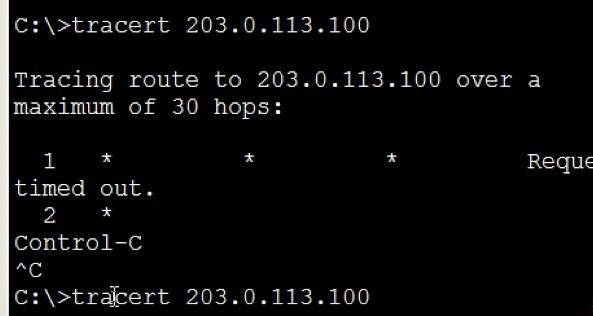 C:\>tracert 203.0.113.100
Tracing route to 203.0.113.100 over a
maximum of 30 hops:
1 * * * Reque
timed out.
2 *
Control-C
^C
C:\>tracert 203.0.113.100